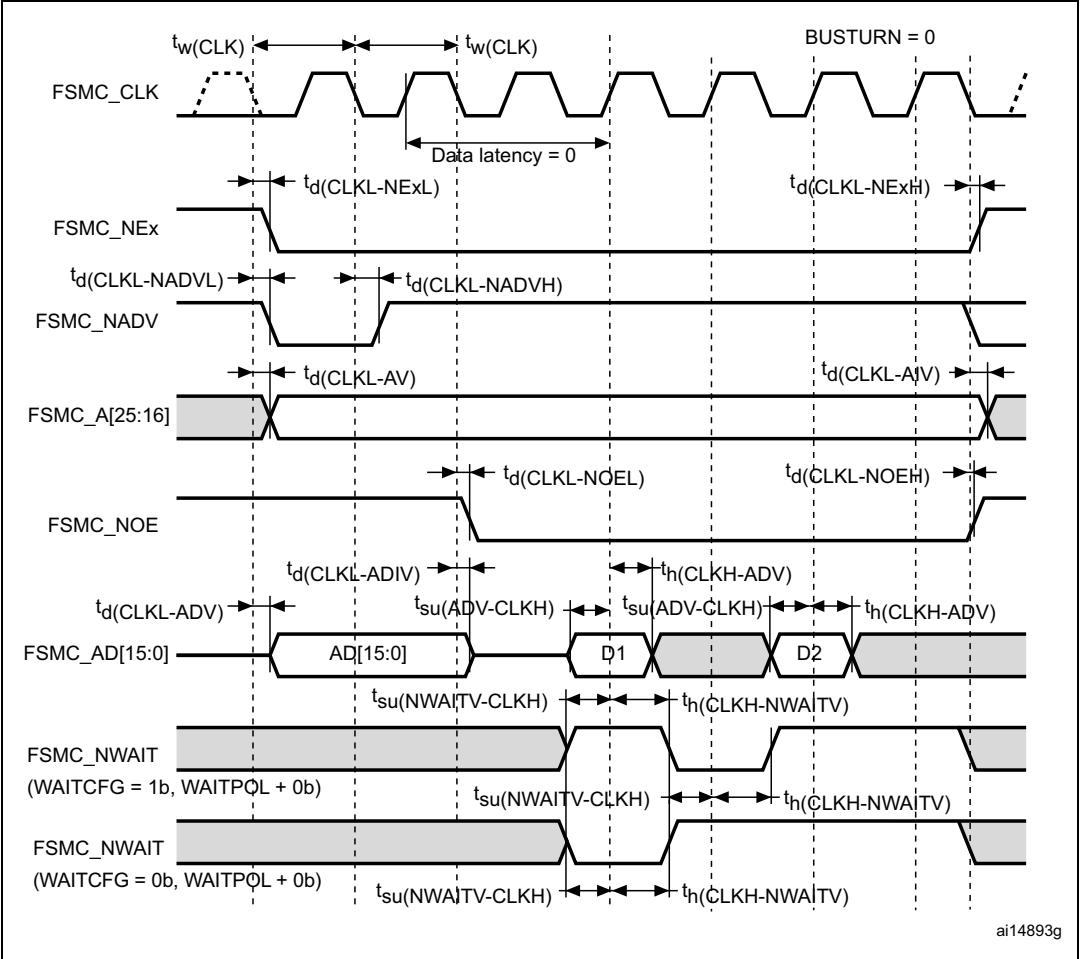 tw(CLK) tw(CLK) BUSTURN = 0
FSMC_CLK
Data latency = 0
td(CLKL-NExL) td(CLKL-NExH)
FSMC_NEx
td(CLKL-NADVL) td(CLKL-NADVH)
FSMC_NADV
td(CLKL-AV) td(CLKL-AIV)
FSMC_A[25:16]
td(CLKL-NOEL) td(CLKL-NOEH)
FSMC_NOE
td(CLKL-ADIV) th(CLKH-ADV)
td(CLKL-ADV) tsu(ADV-CLKH) tsu(ADV-CLKH) th(CLKH-ADV)
FSMC_AD[15:0] AD[15:0] D1 D2
tsu(NWAITV-CLKH) th(CLKH-NWAITV)
FSMC_NWAIT
(WAITCFG = 1b, WAITPOL + 0b)
tsu(NWAITV-CLKH) th(CLKH-NWAITV)
FSMC_NWAIT
(WAITCFG = 0b, WAITPOL + 0b)
tsu(NWAITV-CLKH) th(CLKH-NWAITV)
ai14893g